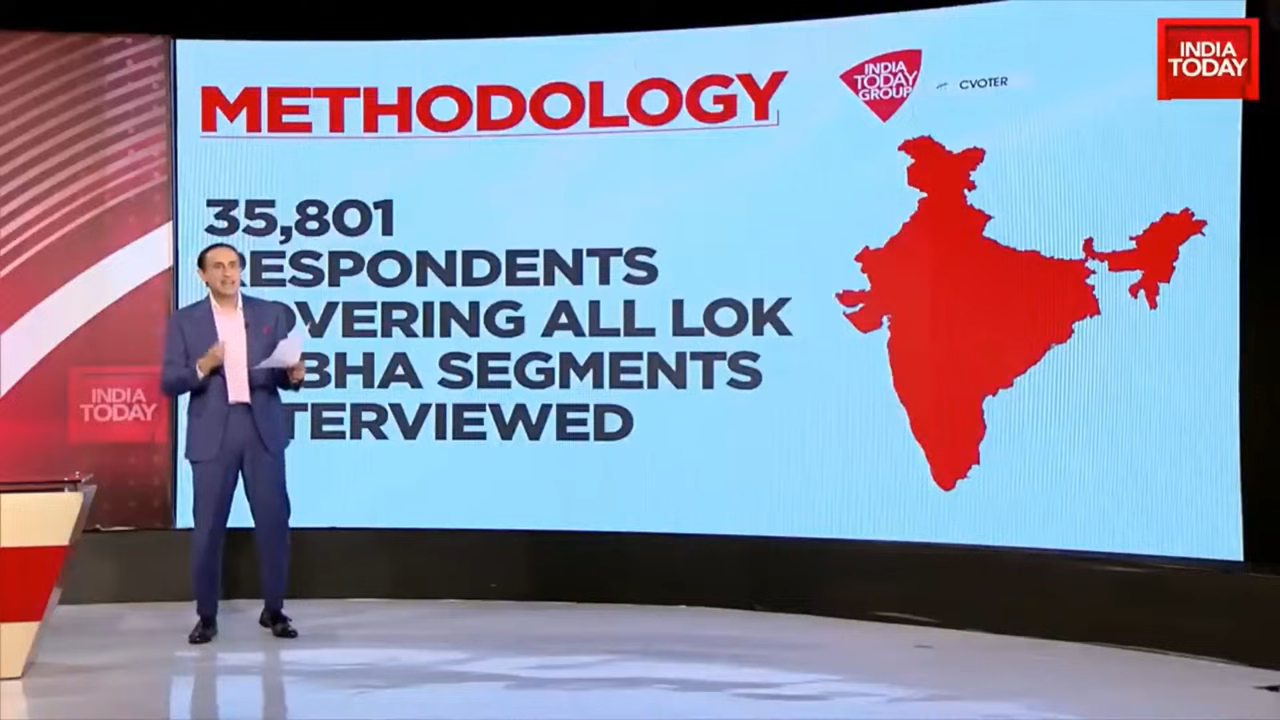 METHODOLOGY
INDIA
TODAY
GROUP
CVOTER
INDIA
TODAY
35,801
RESPONDENTS
OVERING ALL LOK
BHA SEGMENTS
TERVIEWED
INDIA
TODAY